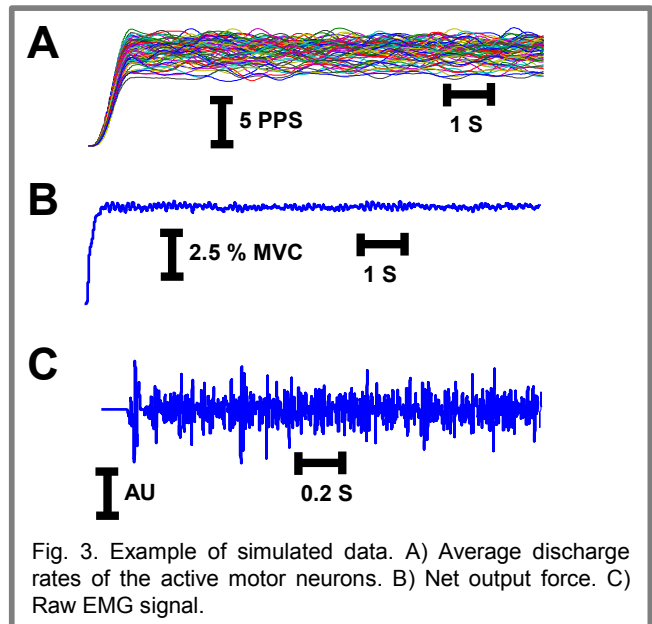 A
5 PPS
1 S
B
2.5 % MVC
1 S
C
AU
0.2 S
Fig. 3. Example of simulated data. A) Average discharge
rates of the active motor neurons. B) Net output force. C)
Raw EMG signal.